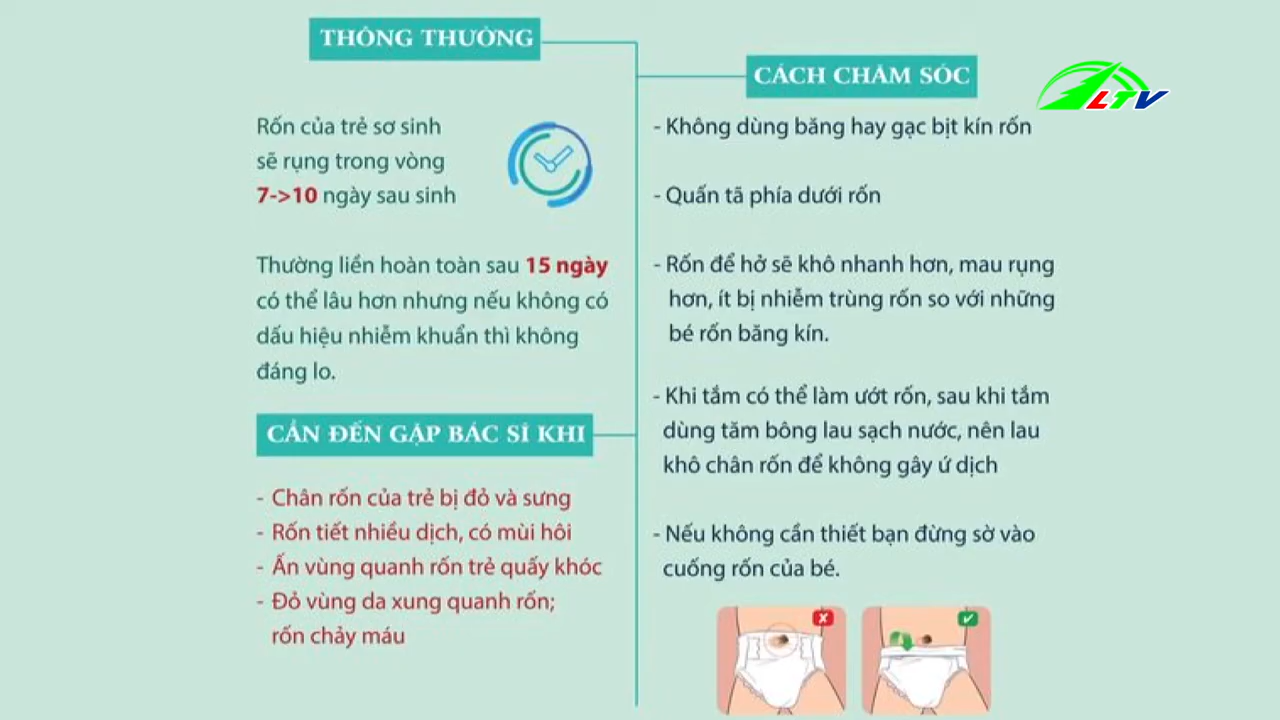 THÔNG THƯỜNG
Rốn của trẻ sơ sinh
sẽ rụng trong vòng
7->10 ngày sau sinh
Thường liền hoàn toàn sau 15 ngày
có thể lâu hơn nhưng nếu không có
dấu hiệu nhiễm khuẩn thì không
đáng lo.
CẦN ĐẾN GẶP BÁC SĨ KHI
- Chân rốn của trẻ bị đỏ và sưng
- Rốn tiết nhiều dịch, có mùi hôi
- Ấn vùng quanh rốn trẻ quấy khóc
- Đỏ vùng da xung quanh rốn;
rốn chảy máu
CÁCH CHĂM SÓC
- Không dùng băng hay gạc bịt kín rốn
- Quấn tã phía dưới rốn
- Rốn để hở sẽ khô nhanh hơn, mau rụng
hơn, ít bị nhiễm trùng rốn so với những
bé rốn băng kín.
- Khi tắm có thể làm ướt rốn, sau khi tắm
dùng tăm bông lau sạch nước, nên lau
khô chân rốn để không gây ứ dịch
- Nếu không cần thiết bạn đừng sờ vào
cuống rốn của bé.
LTV